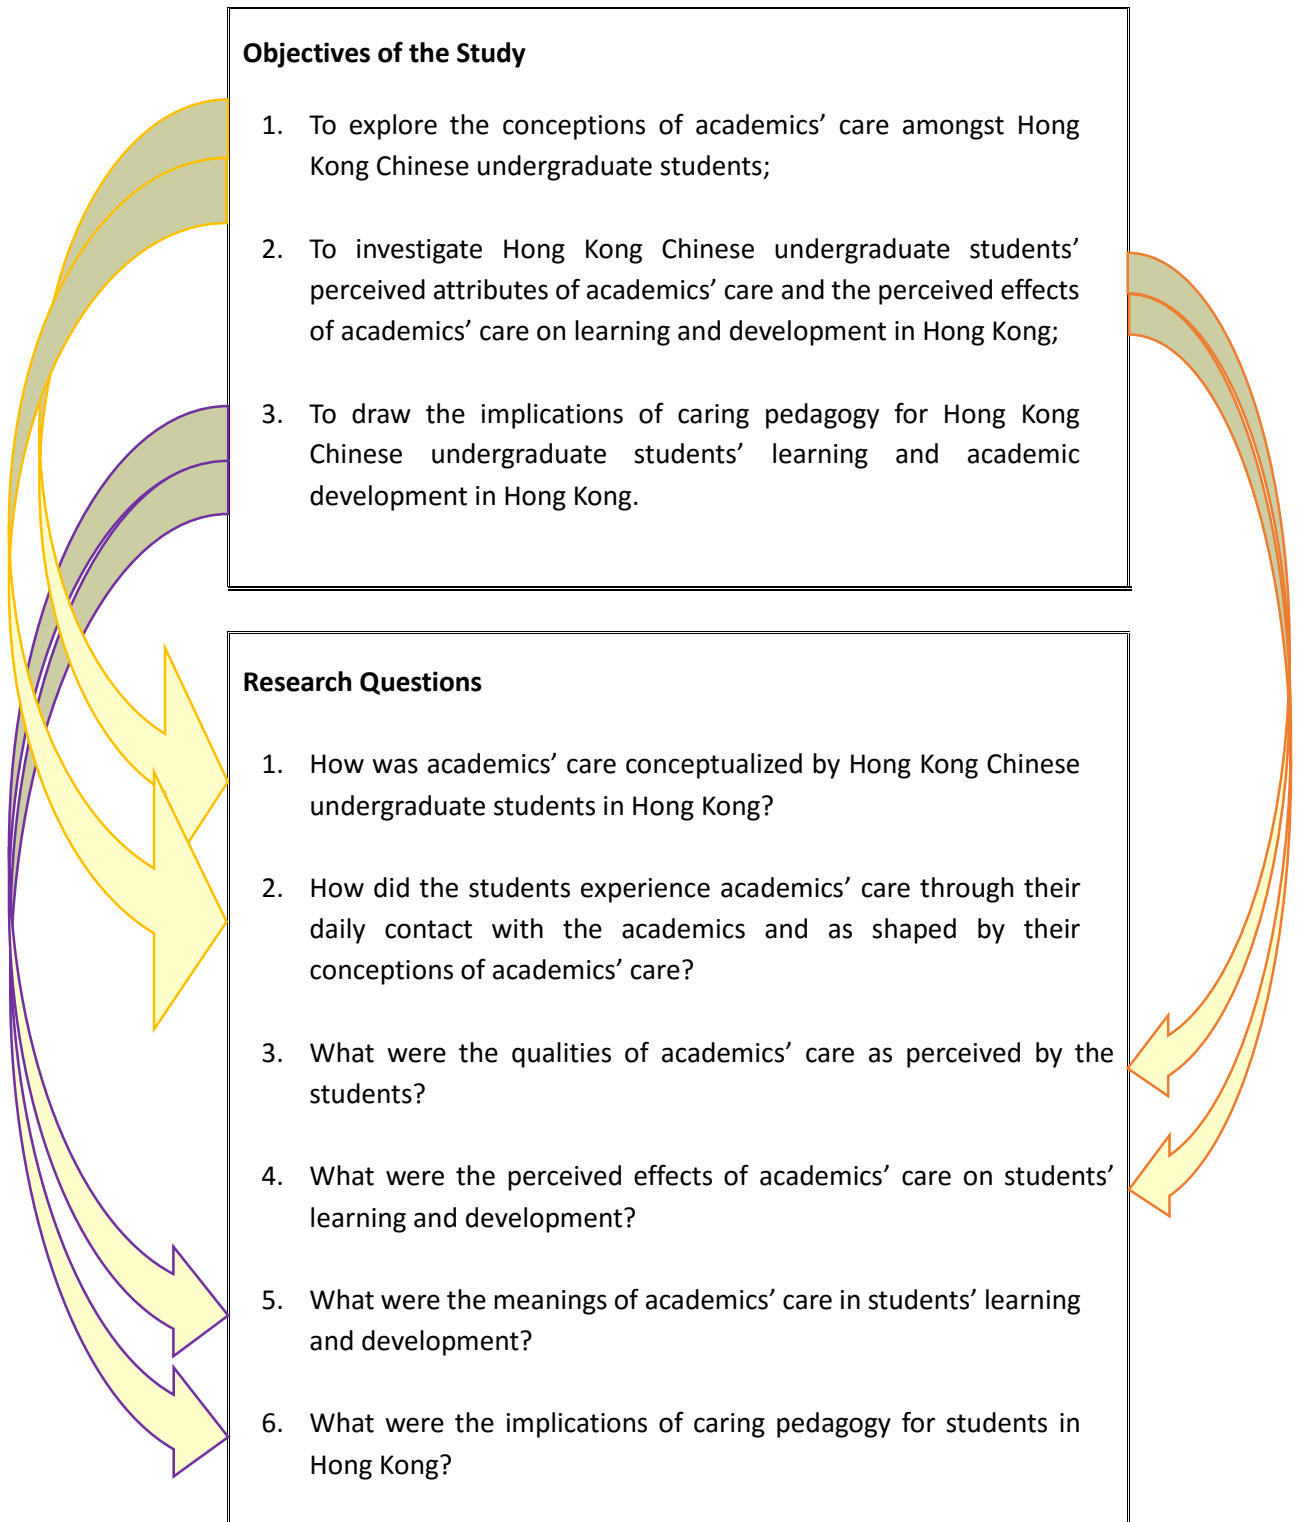 Objectives of the Study
1. To explore the conceptions of academics’ care amongst Hong
Kong Chinese undergraduate students;
2. To investigate Hong Kong Chinese undergraduate students’
perceived attributes of academics’ care and the perceived effects
of academics’ care on learning and development in Hong Kong;
3. To draw the implications of caring pedagogy for Hong Kong
Chinese undergraduate students’ learning and academic
development in Hong Kong.
Research Questions
1. How was academics’ care conceptualized by Hong Kong Chinese
undergraduate students in Hong Kong?
2. How did the students experience academics’ care through their
daily contact with the academics and as shaped by their
conceptions of academics’ care?
3. What were the qualities of academics’ care as perceived by the
students?
4. What were the perceived effects of academics’ care on students’
learning and development?
5. What were the meanings of academics’ care in students’ learning
and development?
6. What were the implications of caring pedagogy for students in
Hong Kong?